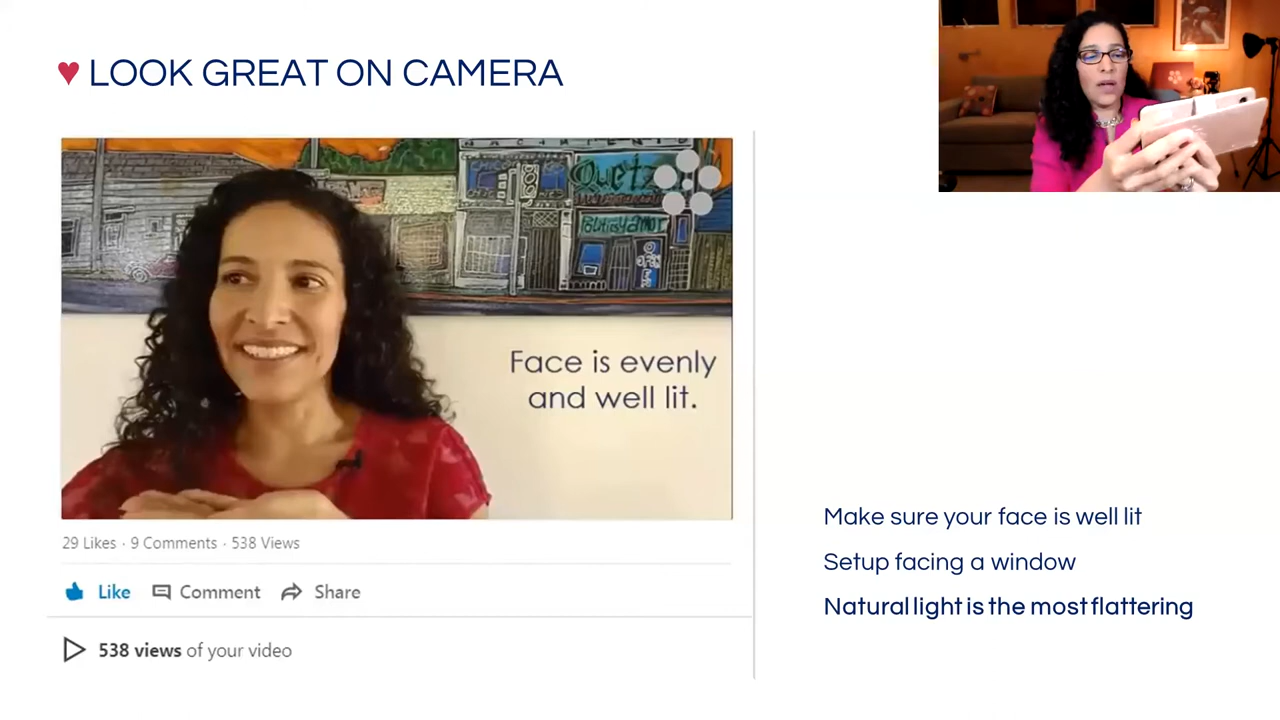 ♥ LOOK GREAT ON CAMERA
Quetz
Face is evenly
and well lit.
29 Likes · 9 Comments · 538 Views
Like Comment Share
538 views of your video
Make sure your face is well lit
Setup facing a window
Natural light is the most flattering